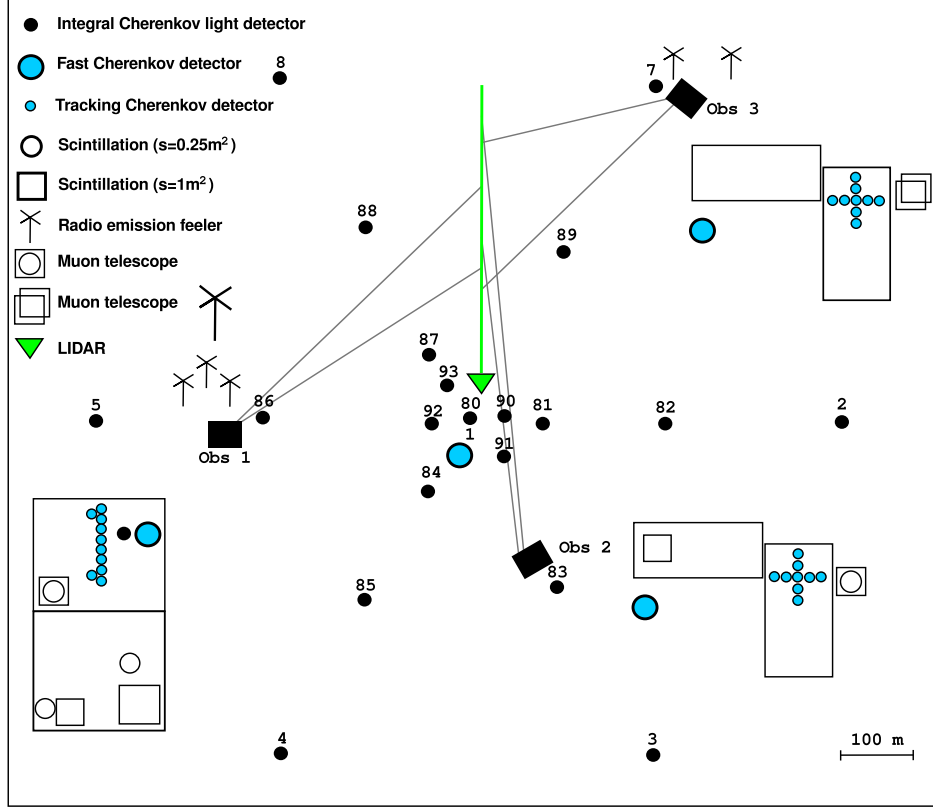 Integral Cherenkov light detector
Fast Cherenkov detector
Tracking Cherenkov detector
Scintillation (s=0.25m²)
Scintillation (s=1m²)
Radio emission feeler
Muon telescope
Muon telescope
LIDAR
8
7
Obs 3
88
89
87
93
5
86
92
80
90
81
82
2
1
Obs 1
91
84
Obs 2
83
85
4
3
100 m